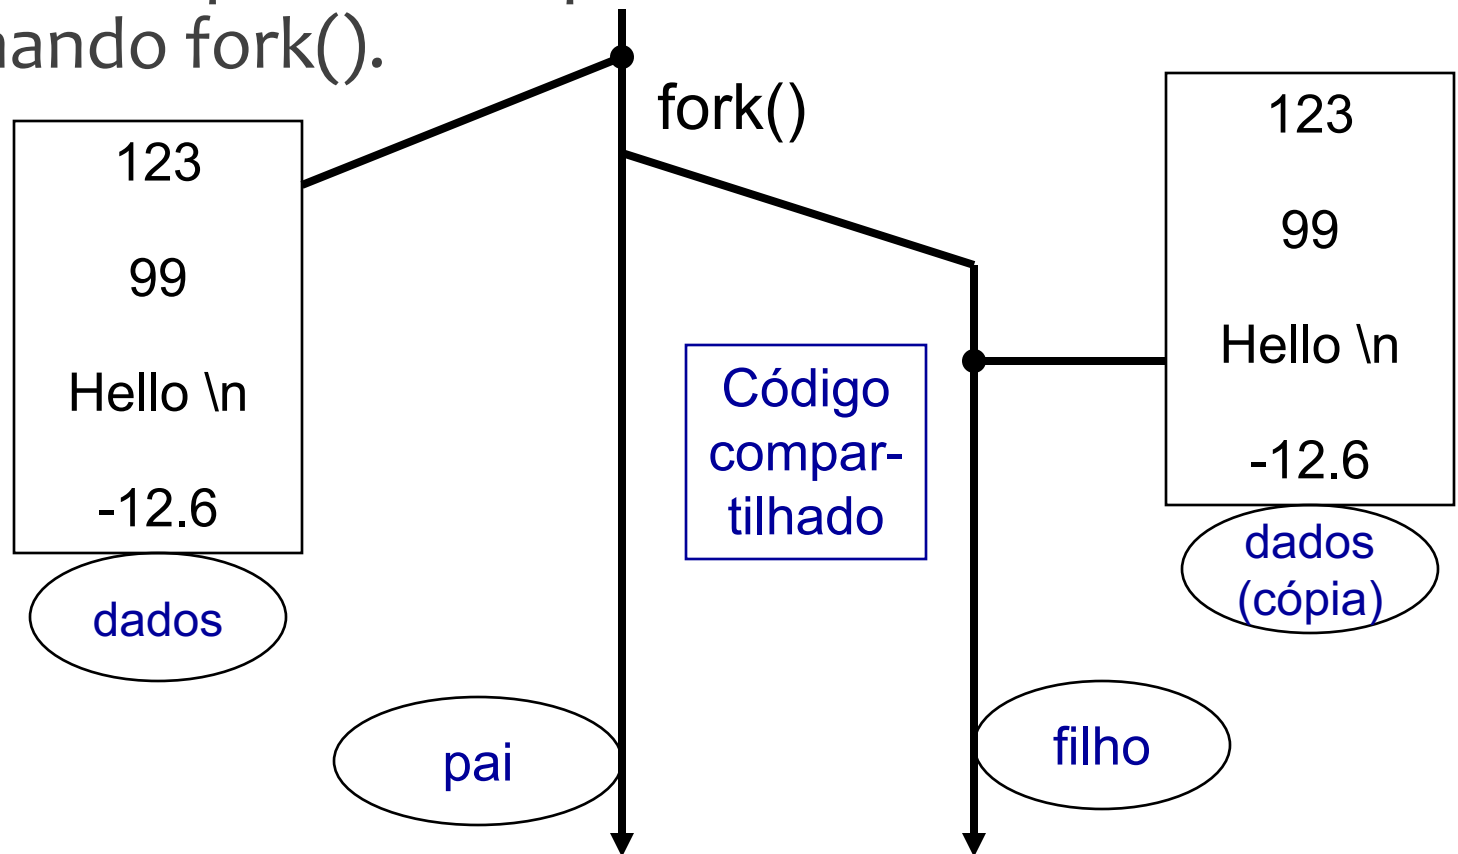 fork().
fork()
123
99
Hello \n
-12.6
dados
Código
compar-
tilhado
123
99
Hello \n
-12.6
dados
(cópia)
pai
filho